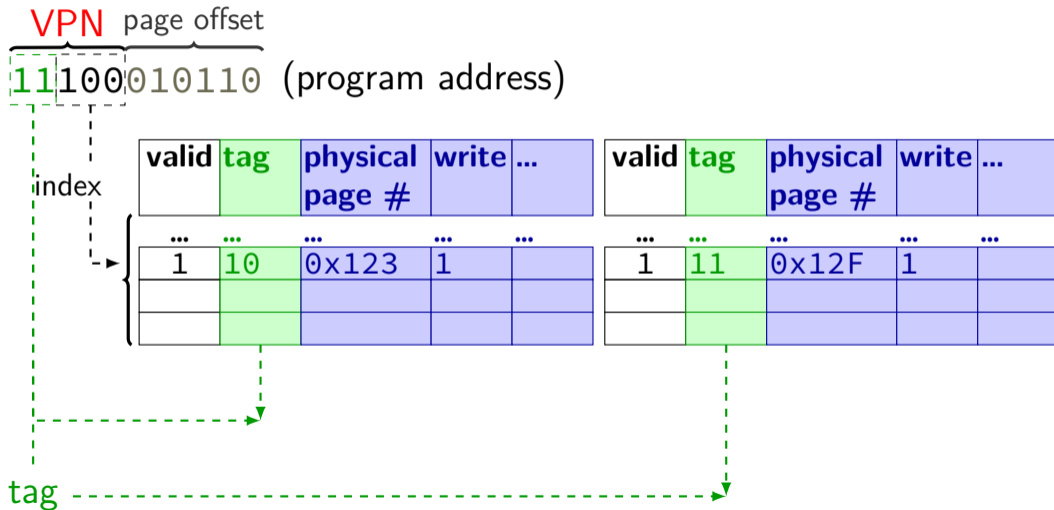 VPN page offset
11100010110 (program address)
valid tag physical write ... valid tag physical write ...
page # page #
index
... ... ... ... ... ... ... ... ... ...
1 10 0x123 1 1 11 0x12F 1
tag